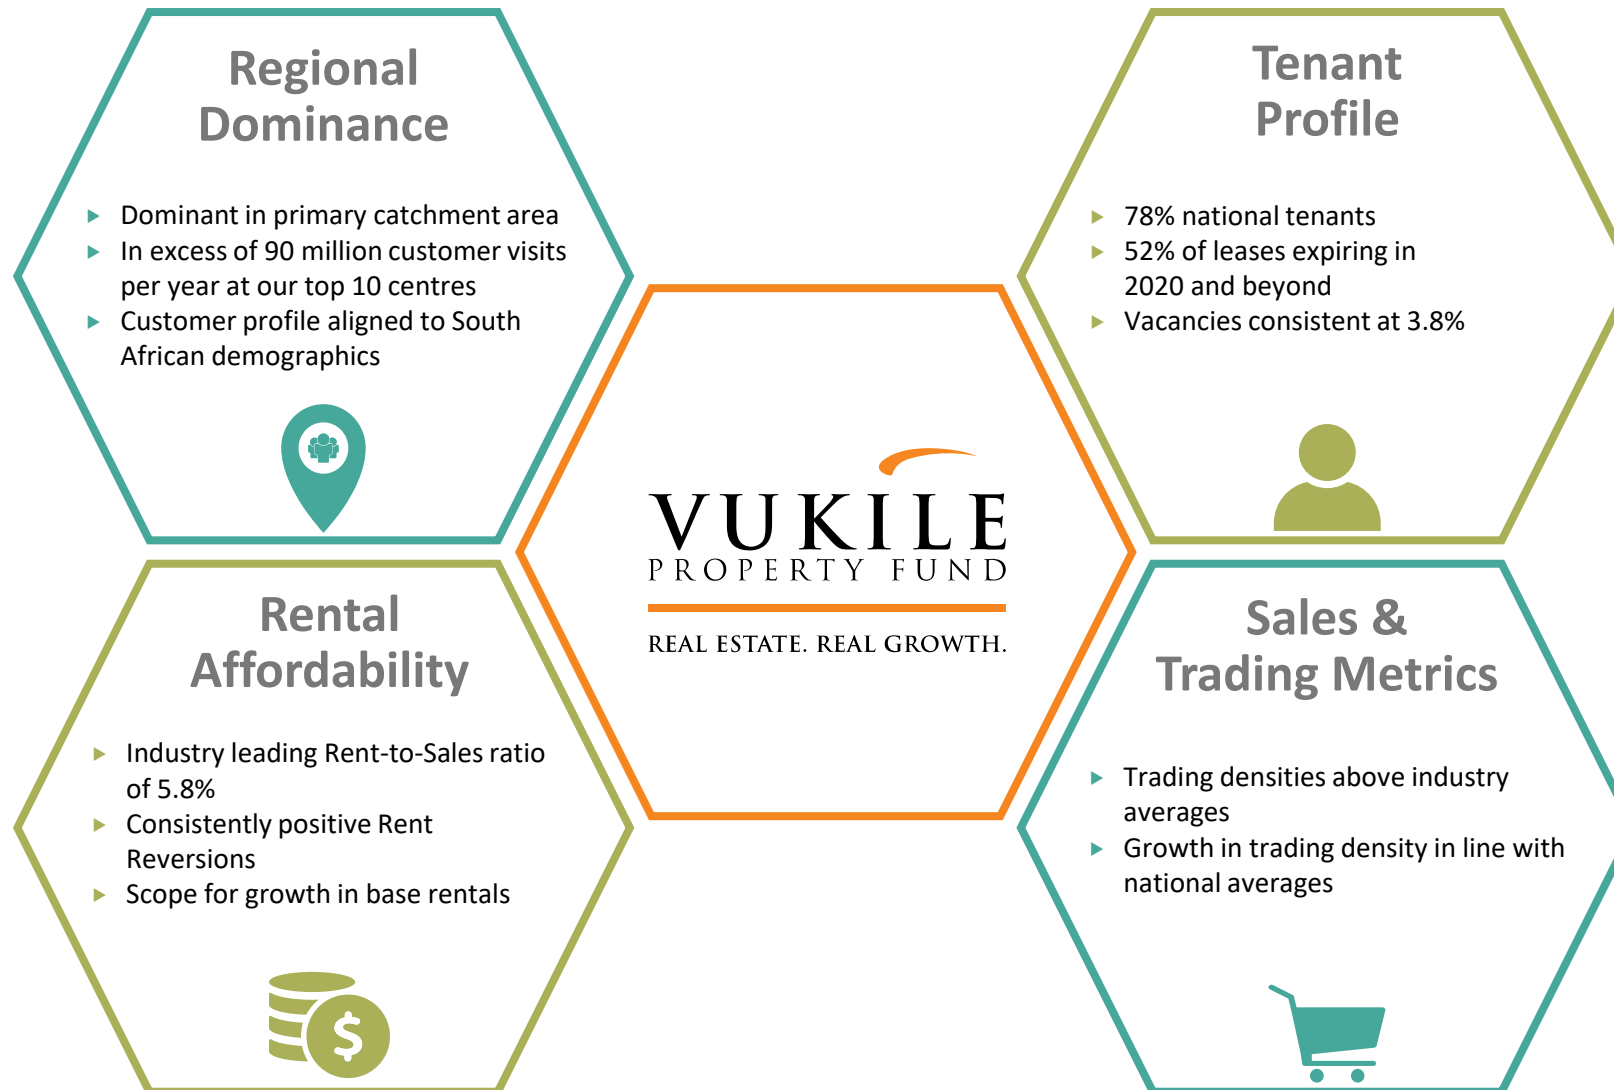 Regional
Dominance
Dominant in primary catchment area
In excess of 90 million customer visits
per year at our top 10 centres
Customer profile aligned to South
African demographics
Tenant
Profile
78% national tenants
52% of leases expiring in
2020 and beyond
Vacancies consistent at 3.8%
VUKILE
PROPERTY FUND
REAL ESTATE. REAL GROWTH.
Rental
Affordability
Industry leading Rent-to-Sales ratio
of 5.8%
Consistently positive Rent
Reversions
Scope for growth in base rentals
$
Sales &
Trading Metrics
Trading densities above industry
averages
Growth in trading density in line with
national averages